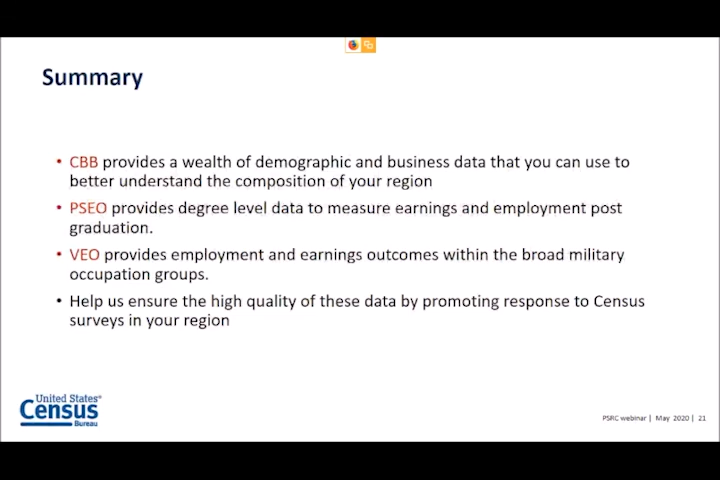 Summary
• CBB provides a wealth of demographic and business data that you can use to
better understand the composition of your region
• PSEO provides degree level data to measure earnings and employment post
graduation.
• VEO provides employment and earnings outcomes within the broad military
occupation groups.
• Help us ensure the high quality of these data by promoting response to Census
surveys in your region
United States®
Census
Bureau
PSRC webinar | May 2020 | 21